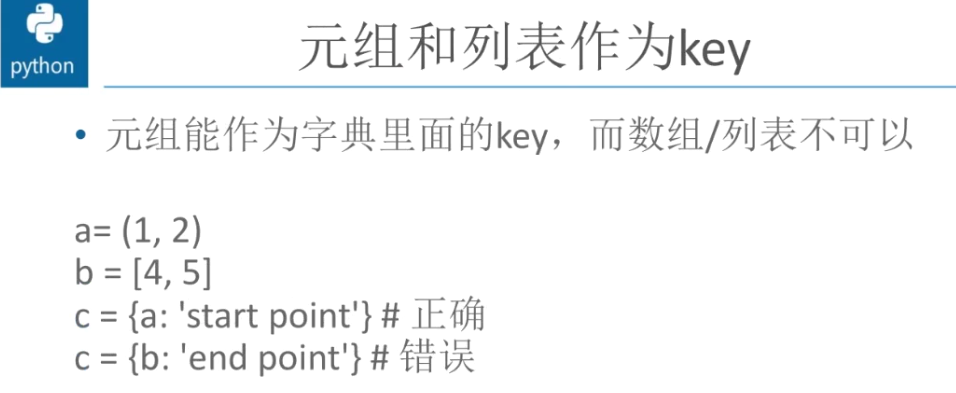 python
元组和列表作为key
• 元组能作为字典里面的key，而数组/列表不可以
a= (1, 2)
b = [4, 5]
c = {a: 'start point'} # 正确
c = {b: 'end point'} # 错误